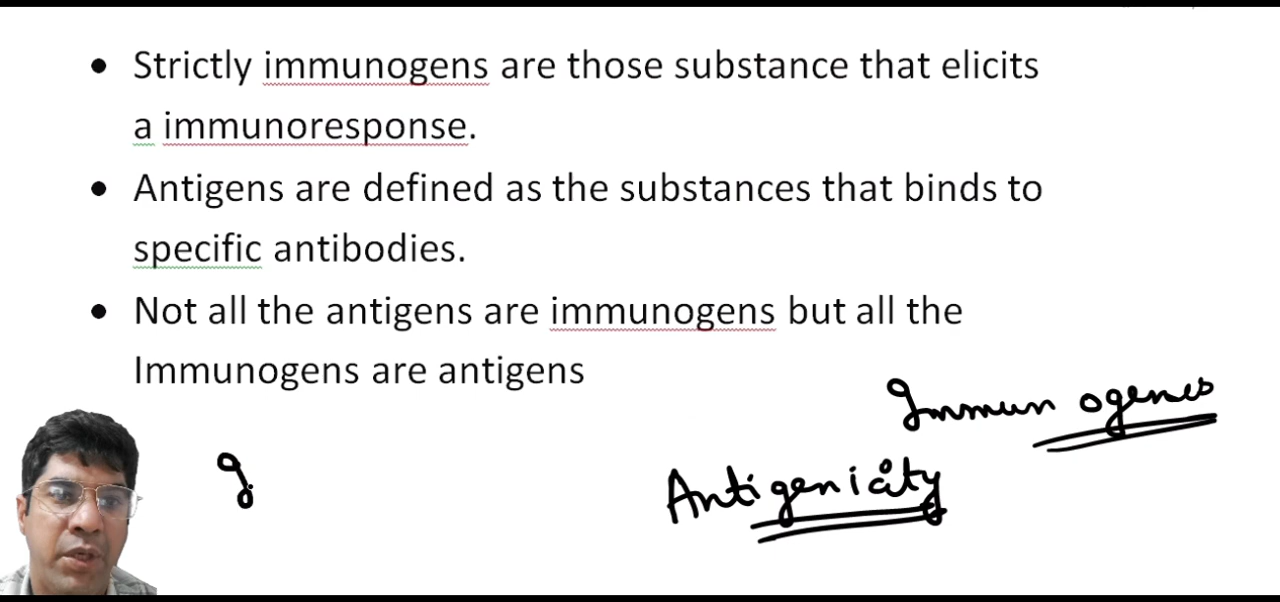 • Strictly immunogens are those substance that elicits
a immunoresponse.
• Antigens are defined as the substances that binds to
specific antibodies.
• Not all the antigens are immunogens but all the
Immunogens are antigens
Immunogenes
Antigenicity